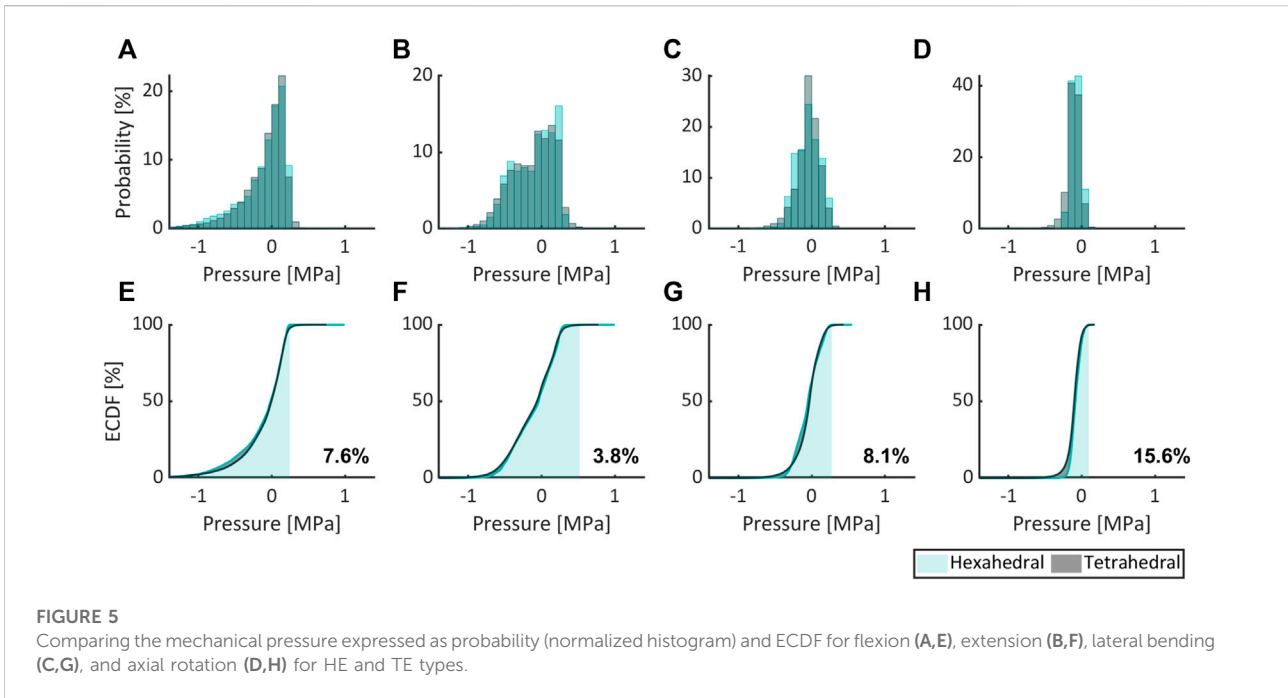 A
B
C
D
Probability [%]
20
10
0
20
10
0
30
20
10
0
40
20
0
-1 0 1
-1 0 1
-1 0 1
-1 0 1
Pressure [MPa]
Pressure [MPa]
Pressure [MPa]
Pressure [MPa]
E
F
G
H
ECDF [%]
100
50
0
100
50
0
100
50
0
100
50
0
7.6%
3.8%
8.1%
15.6%
-1 0 1
-1 0 1
-1 0 1
-1 0 1
Pressure [MPa]
Pressure [MPa]
Pressure [MPa]
Pressure [MPa]
Hexahedral Tetrahedral
FIGURE 5
Comparing the mechanical pressure expressed as probability (normalized histogram) and ECDF for flexion (A,E), extension (B,F), lateral bending
(C,G), and axial rotation (D,H) for HE and TE types.